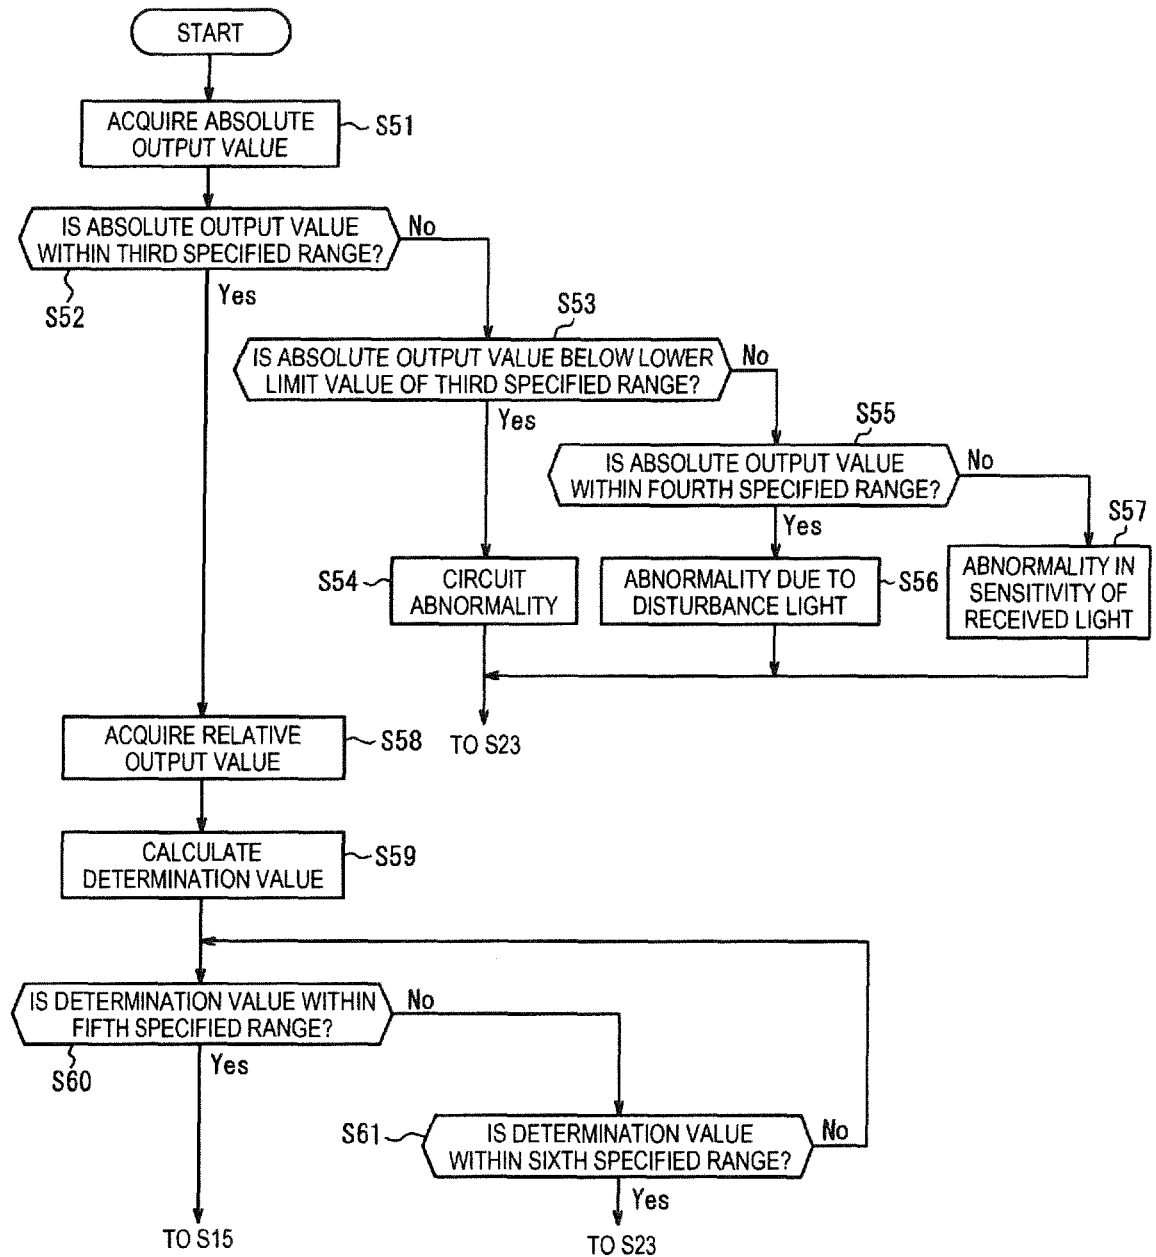 START
ACQUIRE ABSOLUTE
OUTPUT VALUE
S51
IS ABSOLUTE OUTPUT VALUE
WITHIN THIRD SPECIFIED RANGE?
No
S52
Yes
S53
IS ABSOLUTE OUTPUT VALUE BELOW LOWER
LIMIT VALUE OF THIRD SPECIFIED RANGE?
No
Yes
S55
IS ABSOLUTE OUTPUT VALUE
WITHIN FOURTH SPECIFIED RANGE?
No
Yes
S54
CIRCUIT
ABNORMALITY
ABNORMALITY DUE TO
DISTURBANCE LIGHT
S56
S57
ABNORMALITY IN
SENSITIVITY OF
RECEIVED LIGHT
TO S23
ACQUIRE RELATIVE
OUTPUT VALUE
S58
CALCULATE
DETERMINATION VALUE
S59
IS DETERMINATION VALUE WITHIN
FIFTH SPECIFIED RANGE?
No
S60
Yes
S61
IS DETERMINATION VALUE
WITHIN SIXTH SPECIFIED RANGE?
No
Yes
TO S15
TO S23